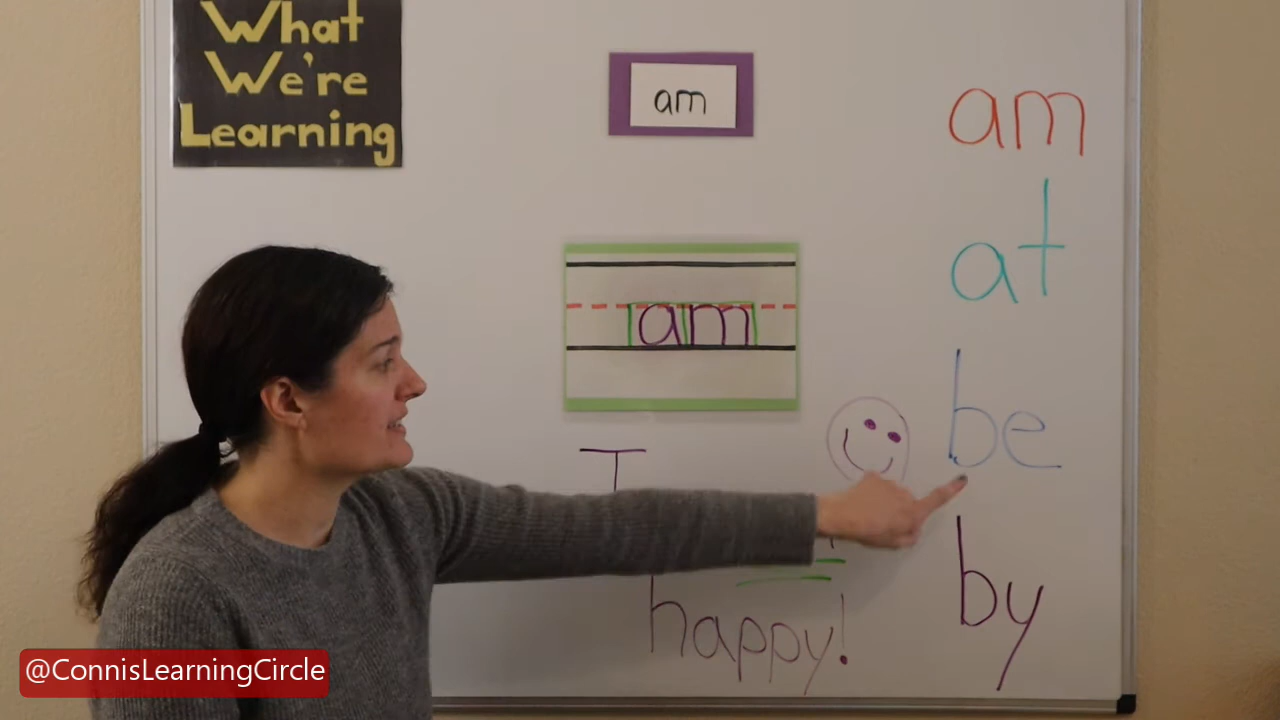 What
We're
Learning
am
am
I
happy!
am
at
be
by
@ConnisLearningCircle